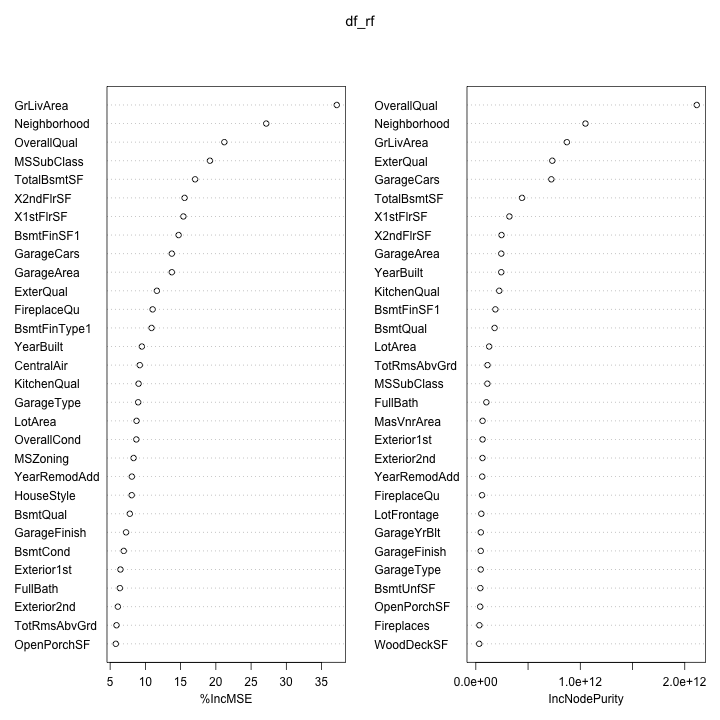 df_rf
GrLivArea
Neighborhood
OverallQual
MSSubClass
TotalBsmtSF
X2ndFlrSF
X1stFlrSF
BsmtFinSF1
GarageCars
GarageArea
ExterQual
FireplaceQu
BsmtFinType1
YearBuilt
CentralAir
KitchenQual
GarageType
LotArea
OverallCond
MSZoning
YearRemodAdd
HouseStyle
BsmtQual
GarageFinish
BsmtCond
Exterior1st
FullBath
Exterior2nd
TotRmsAbvGrd
OpenPorchSF
5 10 15 20 25 30 35
%IncMSE
OverallQual
Neighborhood
GrLivArea
ExterQual
GarageCars
TotalBsmtSF
X1stFlrSF
X2ndFlrSF
GarageArea
YearBuilt
KitchenQual
BsmtFinSF1
BsmtQual
LotArea
TotRmsAbvGrd
MSSubClass
FullBath
MasVnrArea
Exterior1st
Exterior2nd
YearRemodAdd
FireplaceQu
LotFrontage
GarageYrBlt
GarageFinish
GarageType
BsmtUnfSF
OpenPorchSF
Fireplaces
WoodDeckSF
0.0e+00 1.0e+12 2.0e+12
IncNodePurity